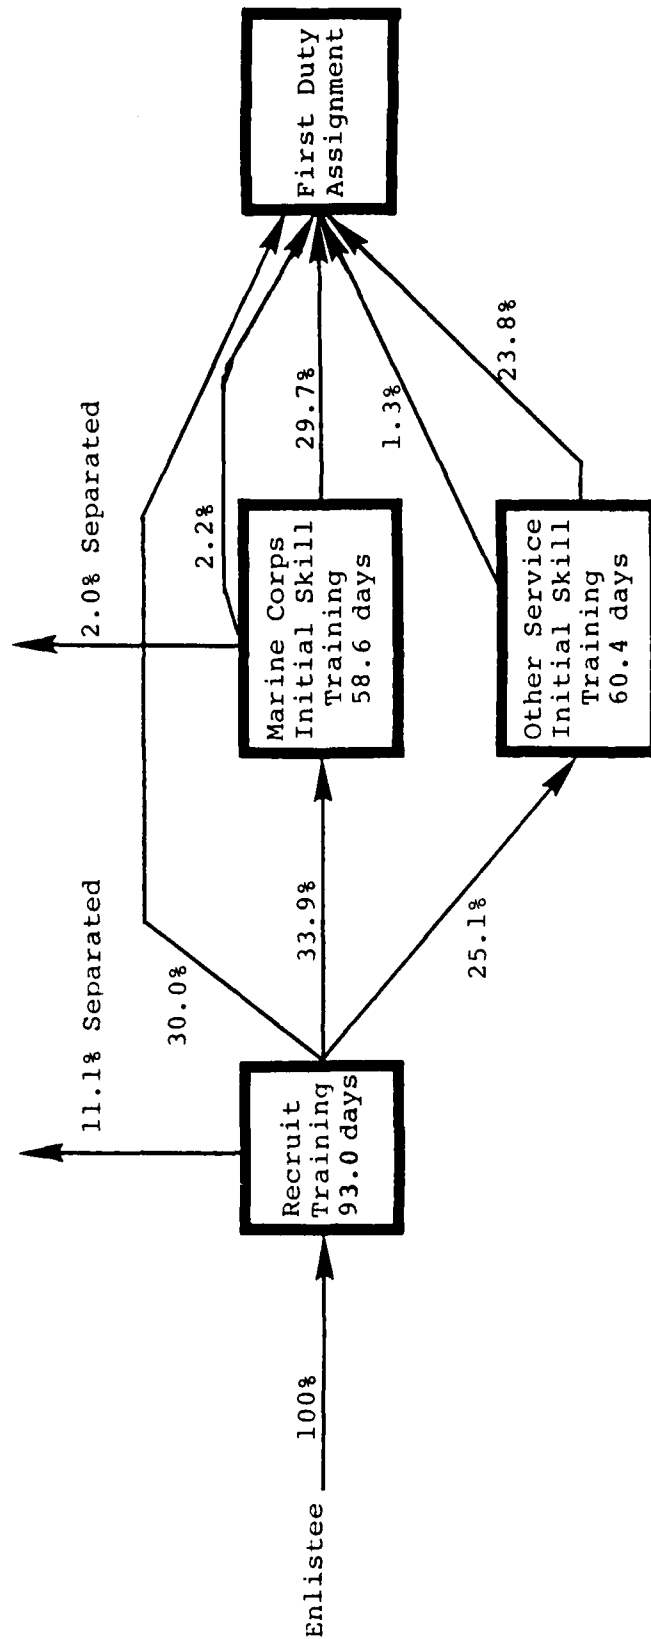 Enlistee
100%
Recruit
Training
93.0 days
11.1% Separated
30.0%
33.9%
25.1%
Marine Corps
Initial Skill
Training
58.6 days
2.0% Separated
2.2%
29.7%
Other Service
Initial Skill
Training
60.4 days
1.3%
23.8%
First Duty
Assignment